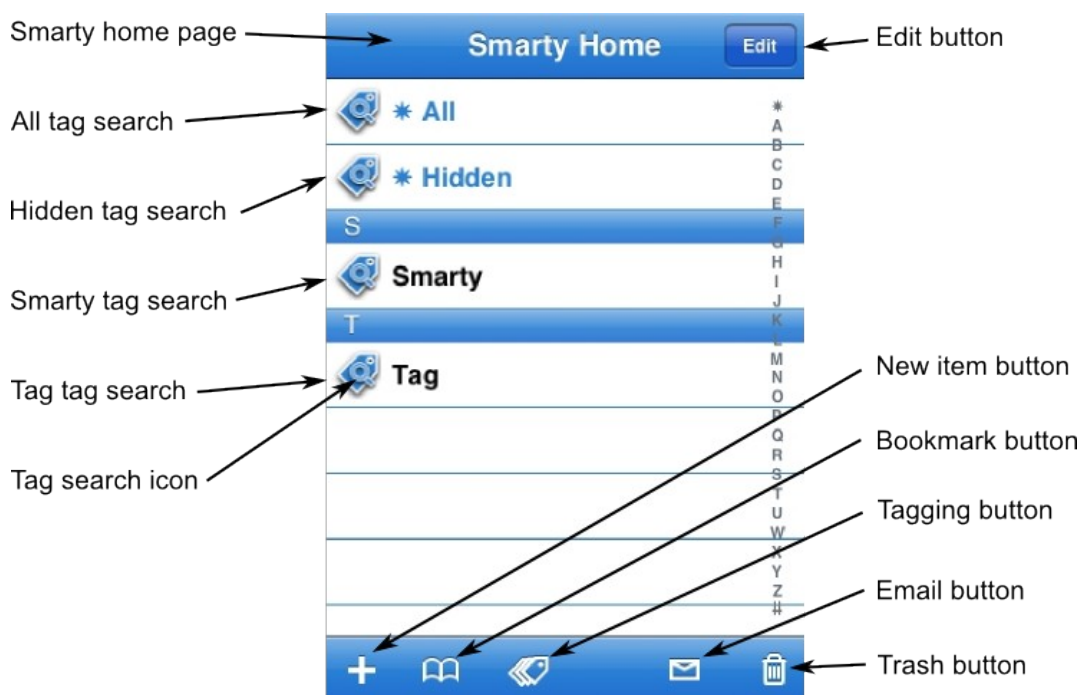 Smarty home page
Smarty Home
Edit
Edit button
All tag search
✷ All
Hidden tag search
✷ Hidden
S
Smarty tag search
Smarty
T
Tag tag search
Tag
Tag search icon
✷
A
B
C
D
E
F
G
H
I
J
K
L
M
N
O
P
Q
R
S
T
U
W
X
Y
Z
#
New item button
Bookmark button
Tagging button
Email button
Trash button